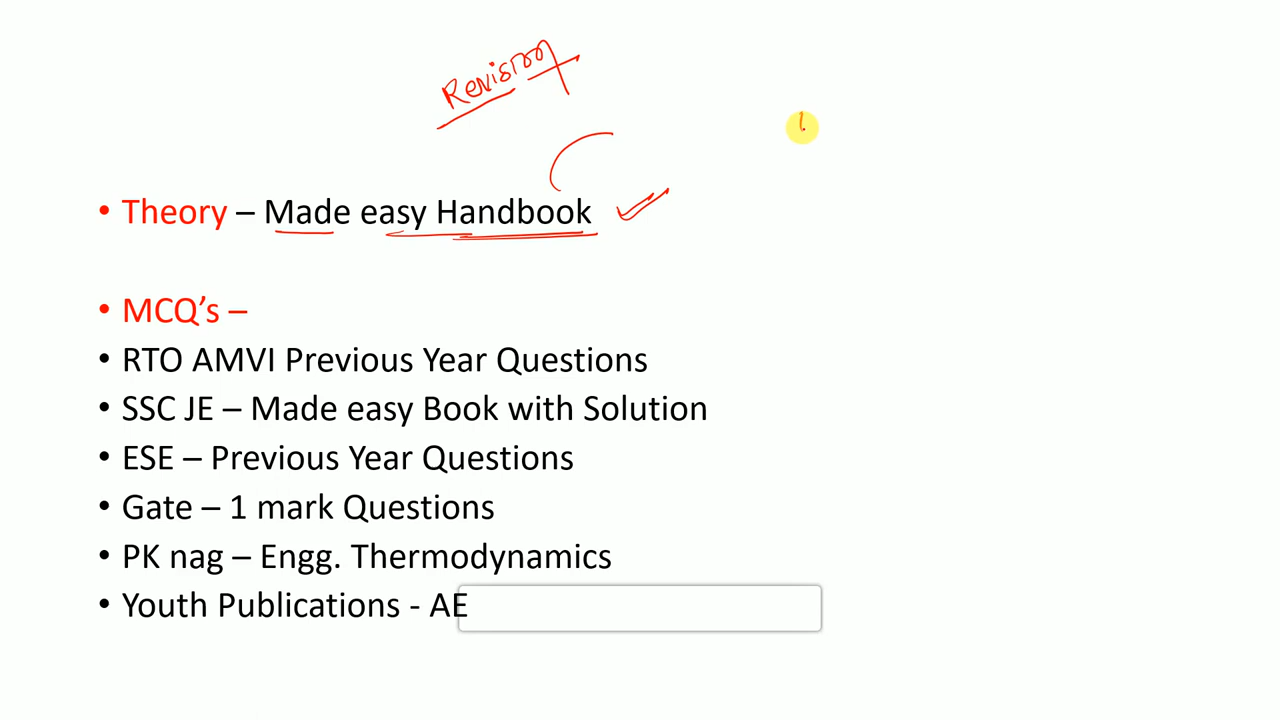 Revision
• Theory – Made easy Handbook
• MCQ’s –
• RTO AMVI Previous Year Questions
• SSC JE – Made easy Book with Solution
• ESE – Previous Year Questions
• Gate – 1 mark Questions
• PK nag – Engg. Thermodynamics
• Youth Publications - AE